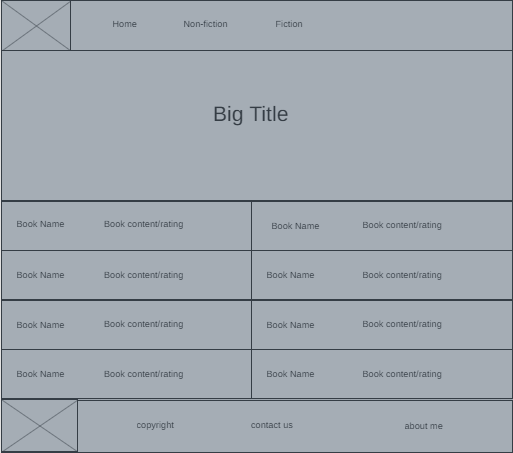 Home Non-fiction Fiction
Big Title
Book Name Book content/rating Book Name Book content/rating
Book Name Book content/rating Book Name Book content/rating
Book Name Book content/rating Book Name Book content/rating
Book Name Book content/rating Book Name Book content/rating
copyright contact us about me